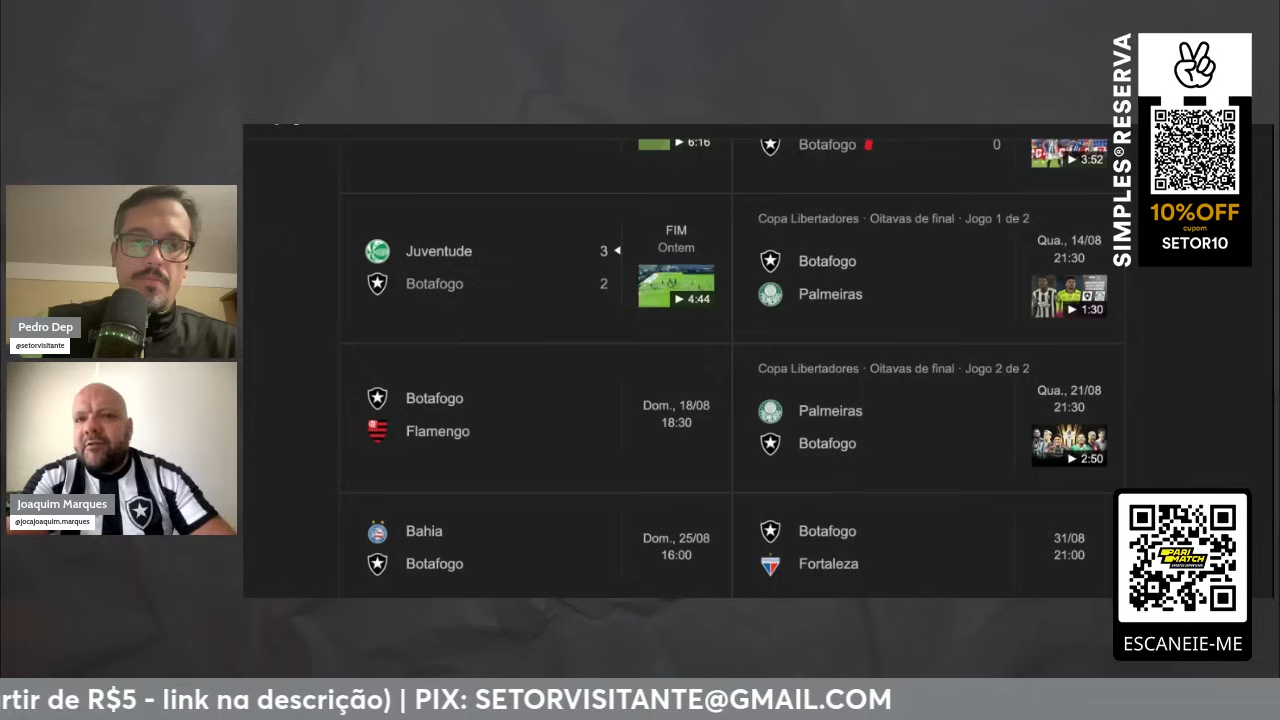 6:16
Botafogo
0
3:52
Juventude
3
Botafogo
2
FIM
Ontem
4:44
Copa Libertadores · Oitavas de final · Jogo 1 de 2
Botafogo
Palmeiras
Qua., 14/08
21:30
1:30
Botafogo
Flamengo
Dom., 18/08
18:30
Copa Libertadores · Oitavas de final · Jogo 2 de 2
Palmeiras
Botafogo
Qua., 21/08
21:30
2:50
Bahia
Botafogo
Dom., 25/08
16:00
Botafogo
Fortaleza
31/08
21:00
Pedro Dep
@setorvisitante
Joaquim Marques
@jocajoaquim.marques
SIMPLES®RESERVA
10%OFF
cupom
SETOR10
PARI
MATCH
ESCANEIE-ME
rtir de R$5 - link na descrição) | PIX: SETORVISITANTE@GMAIL.COM